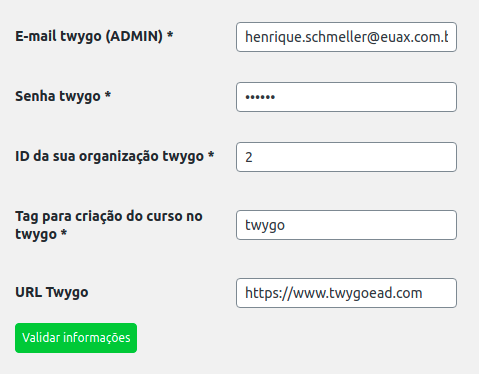 E-mail twygo (ADMIN) *
henrique.schmeller@euax.com.b
Senha twygo *
••••••
ID da sua organização twygo *
2
Tag para criação do curso no
twygo *
twygo
URL Twygo
https://www.twygoead.com
Validar informações